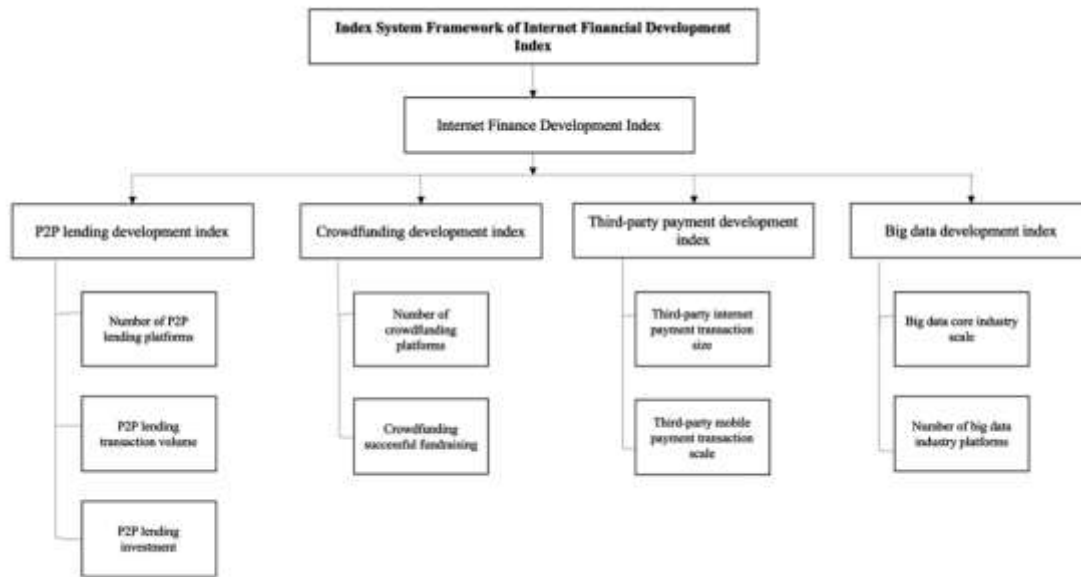 Index System Framework of Internet Financial Development
Index
Internet Finance Development Index
P2P lending development index
Crowdfunding development index
Third-party payment development
index
Big data development index
Number of P2P
lending platforms
Number of
crowdfunding
platforms
Third-party internet
payment transaction
size
Big data core industry
scale
P2P lending
transaction volume
Crowdfunding
successful fundraising
Third-party mobile
payment transaction
scale
Number of big data
industry platforms
P2P lending
investment